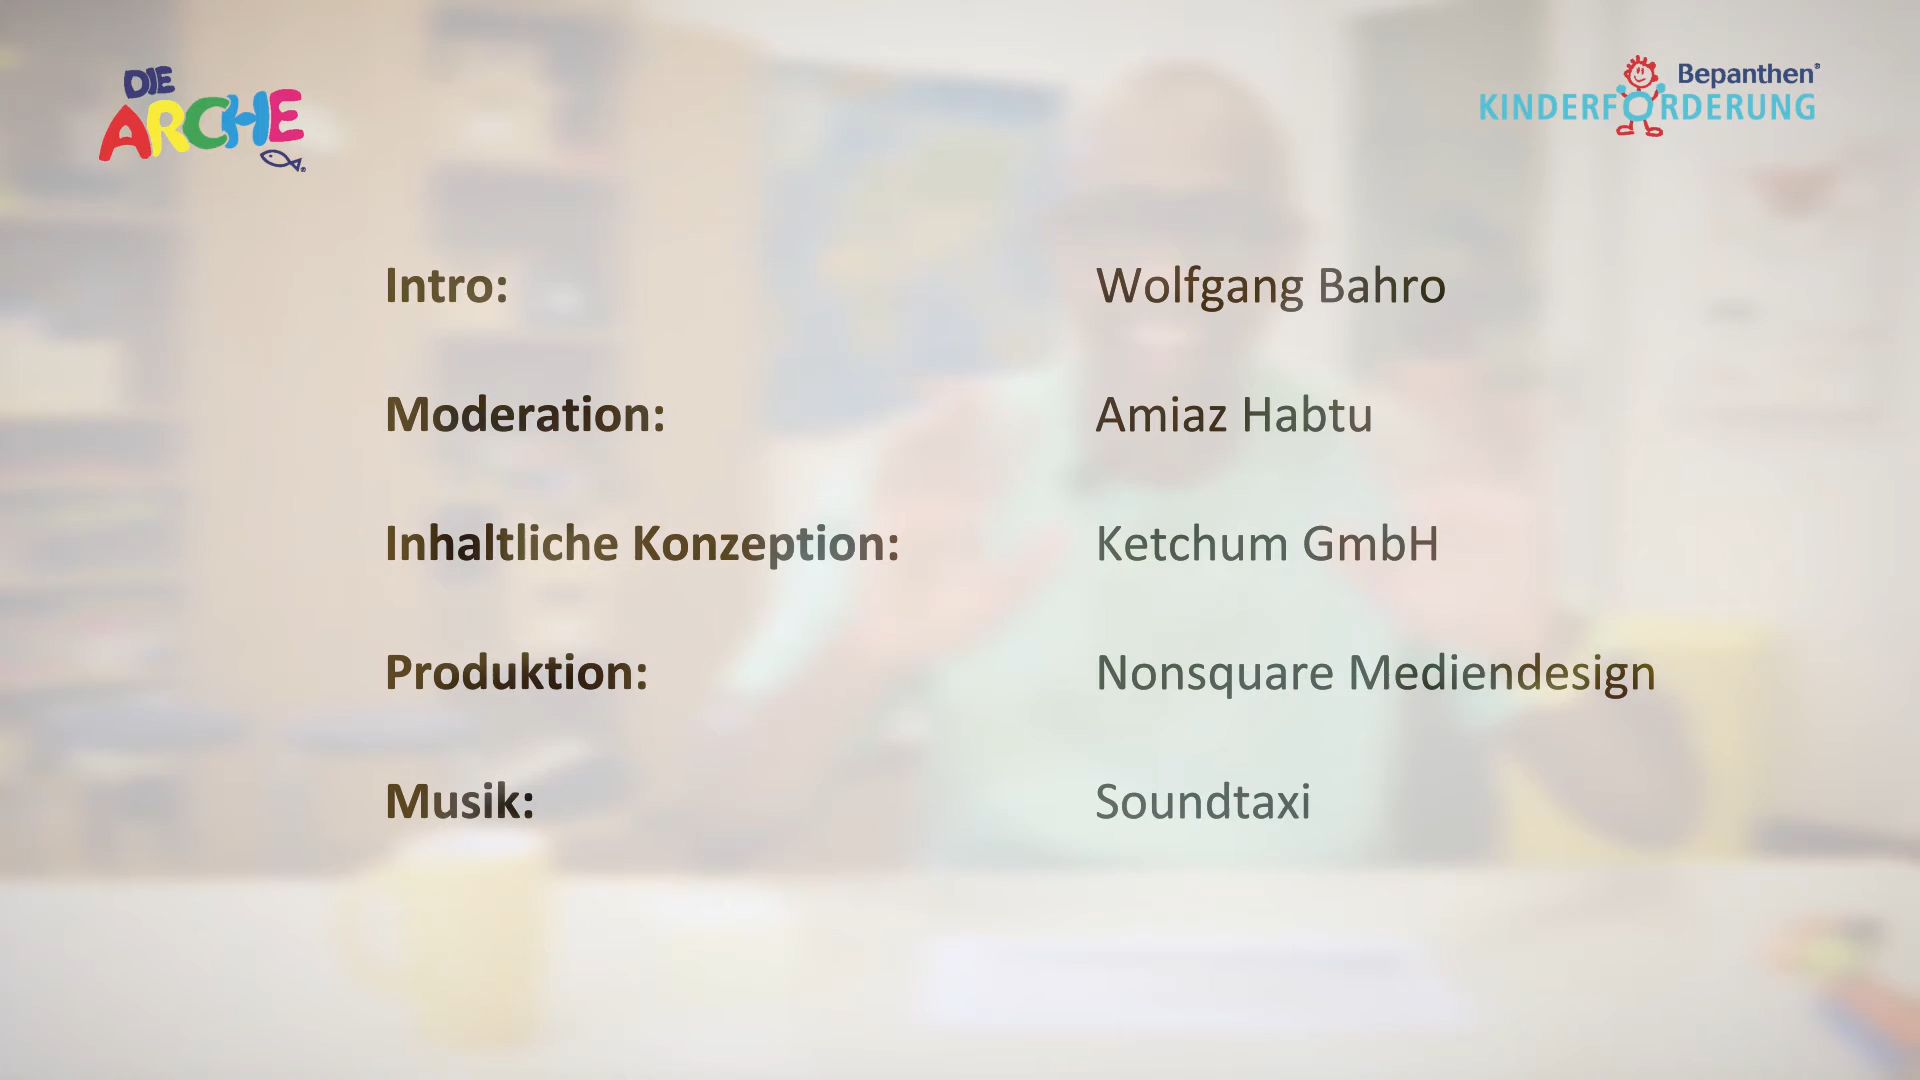 DIE
ARCHE
Bepanthen®
KINDERFÖRDERUNG
Intro: Wolfgang Bahro
Moderation: Amiaz Habtu
Inhaltliche Konzeption: Ketchum GmbH
Produktion: Nonsquare Mediendesign
Musik: Soundtaxi